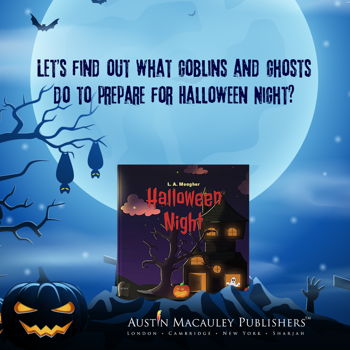 LET'S FIND OUT WHAT GOBLINS AND GHOSTS
DO TO PREPARE FOR HALLOWEEN NIGHT?
L. A. Meagher
Halloween
Night
AUSTIN MACAULEY PUBLISHERS™
LONDON • CAMBRIDGE • NEW YORK • SHARJAH